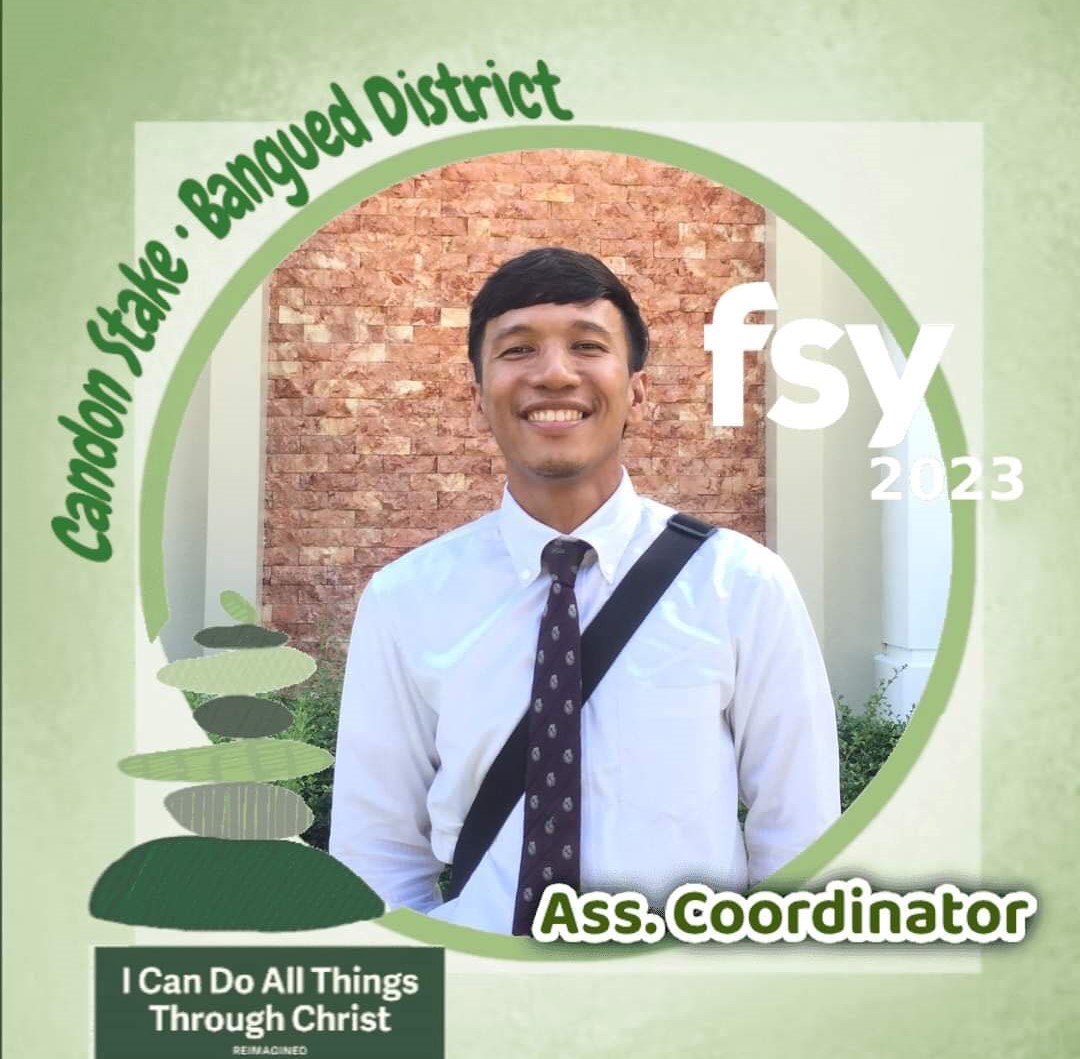 Candon Stake · Bangued District
fsy
2023
Ass. Coordinator
I Can Do All Things
Through Christ
REIMAGINED